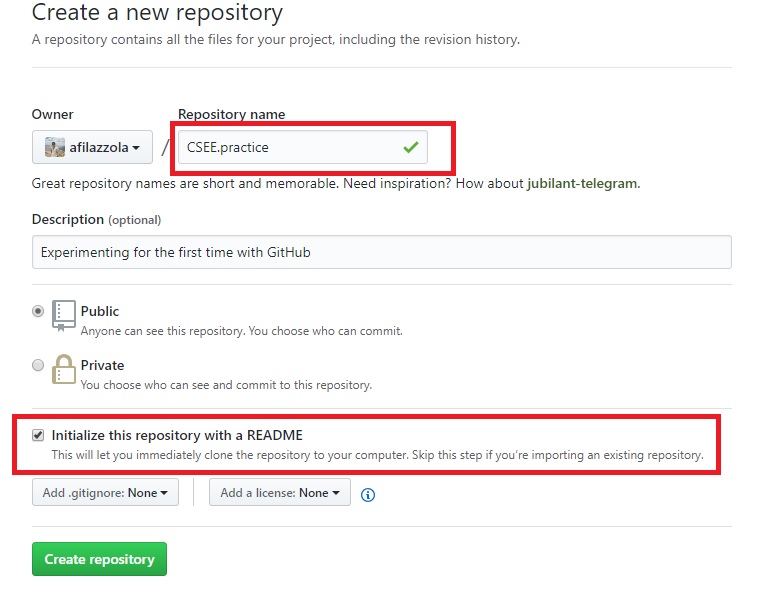 Create a new repository
A repository contains all the files for your project, including the revision history.
Owner
Repository name
afilazzola
/
CSEE.practice
Great repository names are short and memorable. Need inspiration? How about jubilant-telegram.
Description (optional)
Experimenting for the first time with GitHub
Public
Anyone can see this repository. You choose who can commit.
Private
You choose who can see and commit to this repository.
Initialize this repository with a README
This will let you immediately clone the repository to your computer. Skip this step if you're importing an existing repository.
Add .gitignore: None
Add a license: None
Create repository